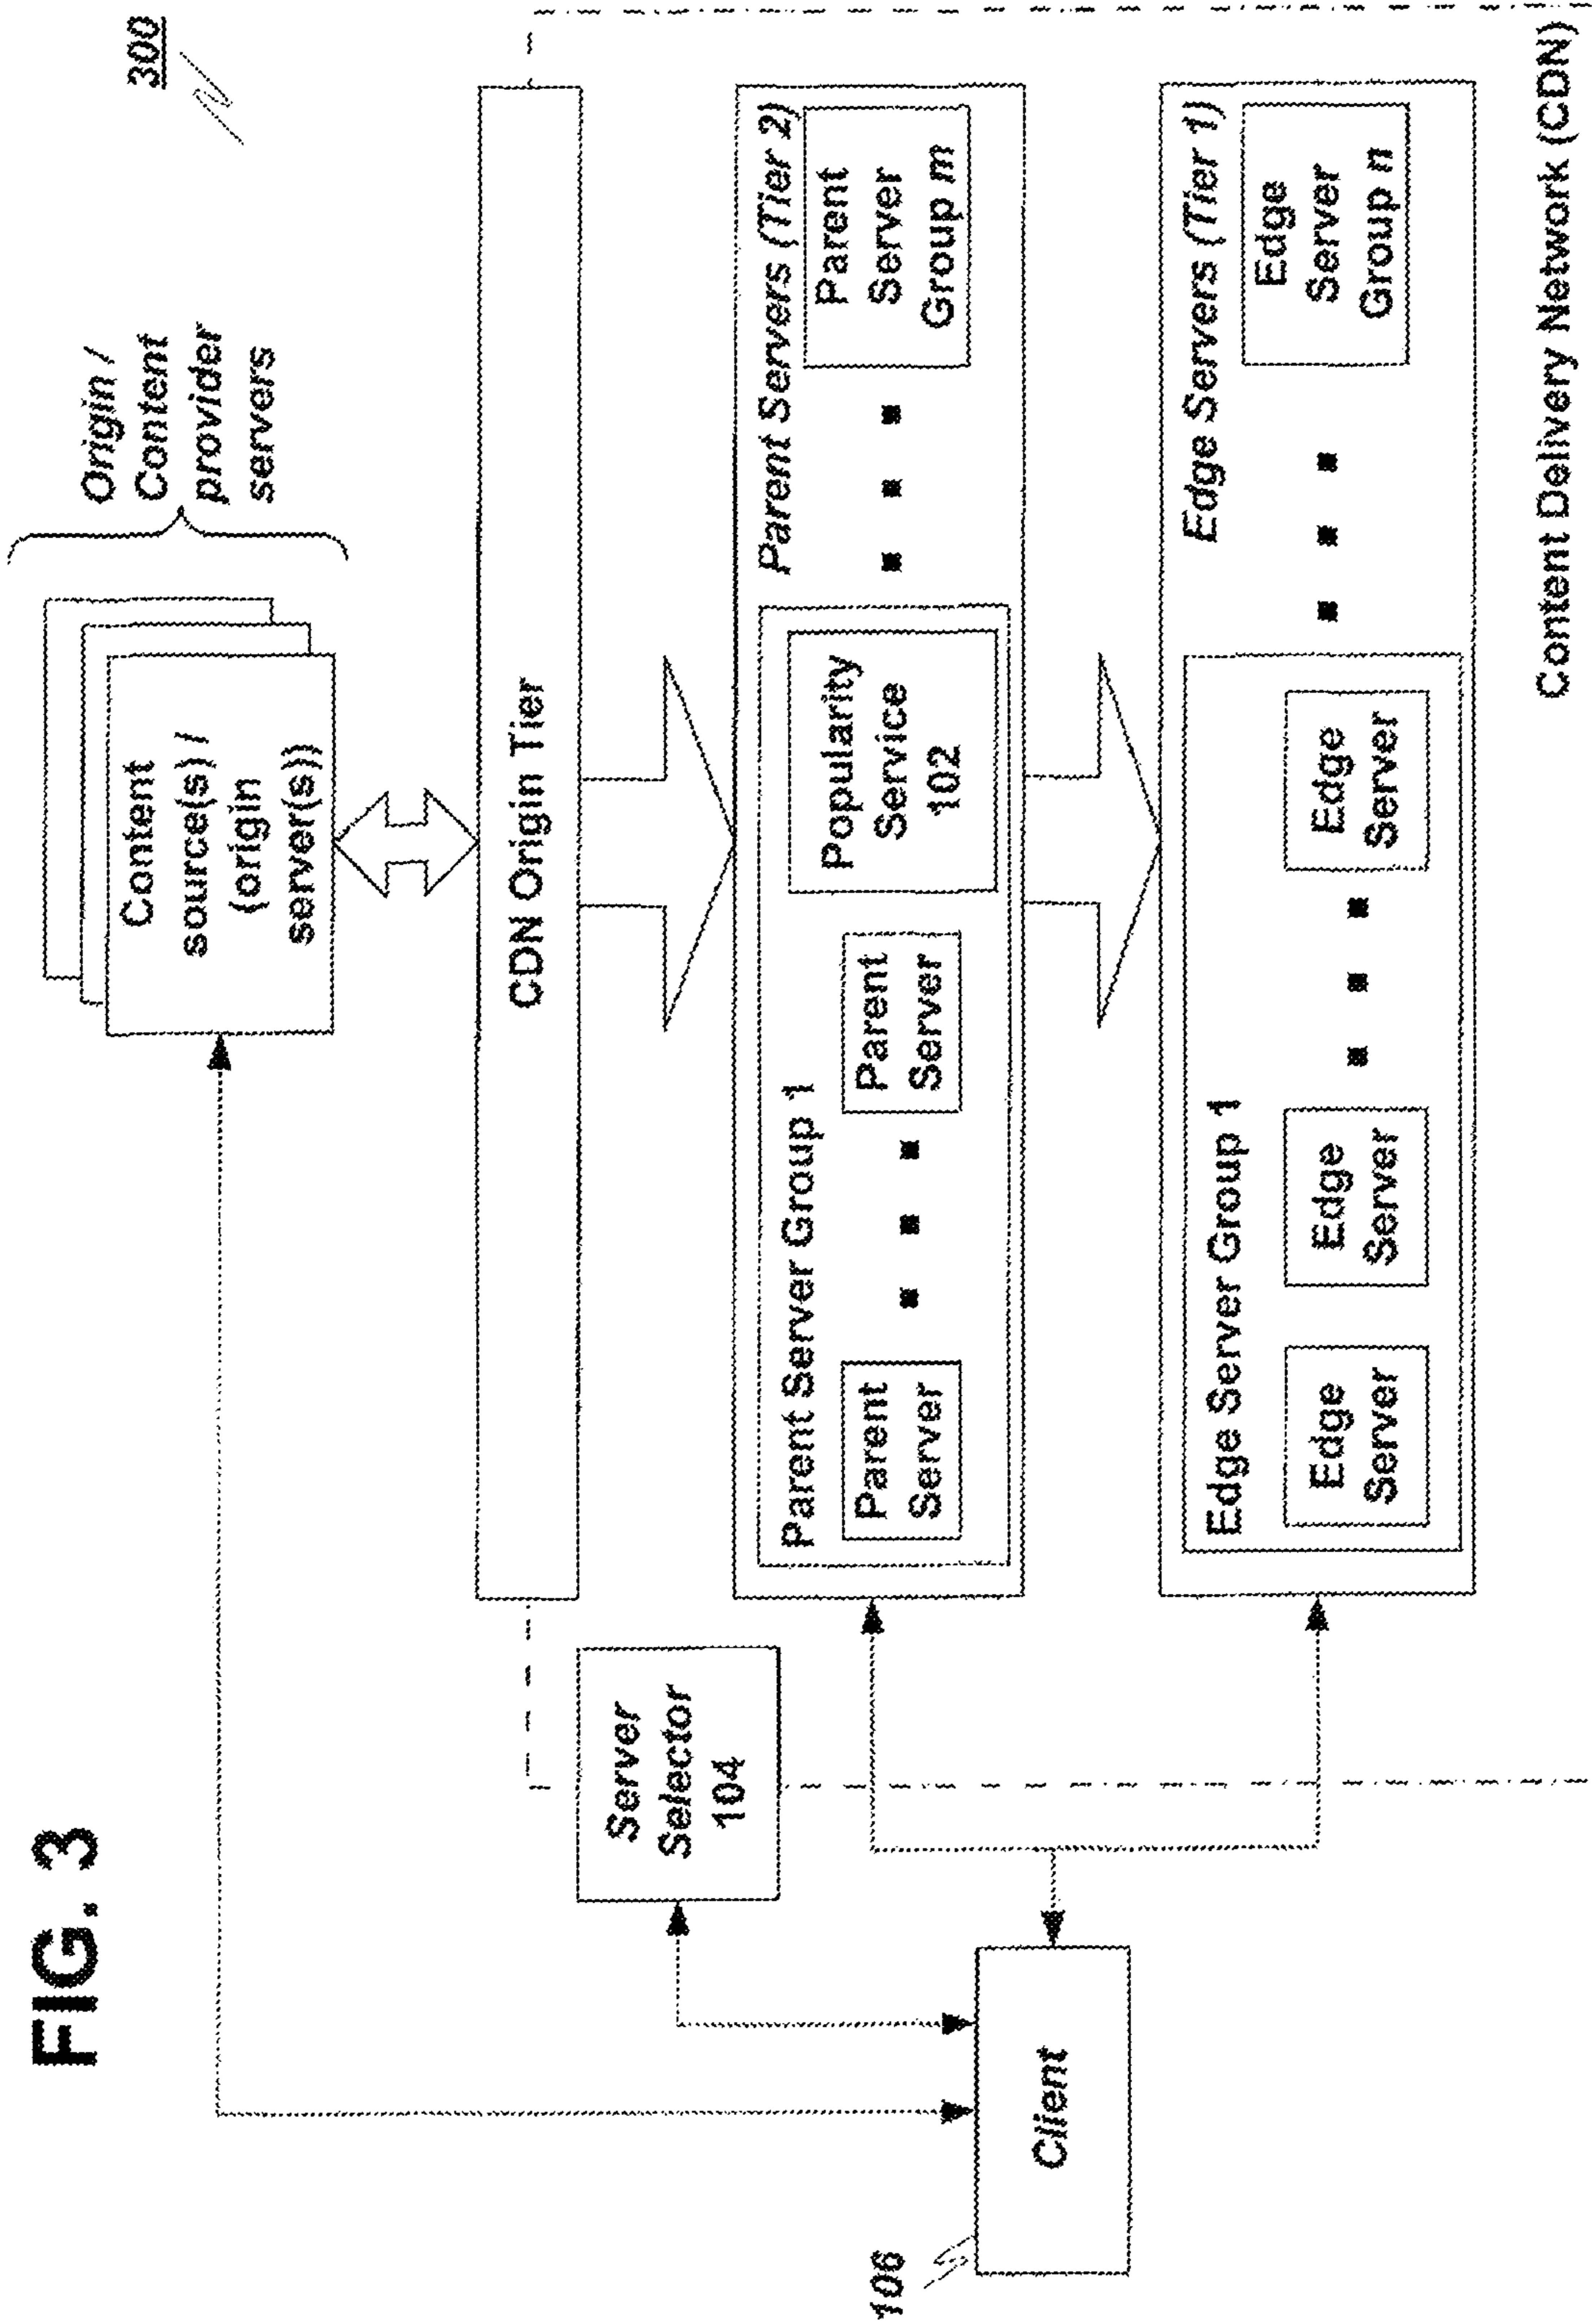 FIG. 3
300
Origin /
Content
provider
servers
Content
source(s) /
(origin
server(s))
CDN Origin Tier
Server
Selector
104
Parent Servers (Tier 2)
Parent Server Group 1
Parent
Server
Parent
Server
Popularity
Service
102
Parent
Server
Group m
106
Client
Edge Servers (Tier 1)
Edge Server Group 1
Edge
Server
Edge
Server
Edge
Server
Edge
Server
Group n
Content Delivery Network (CDN)